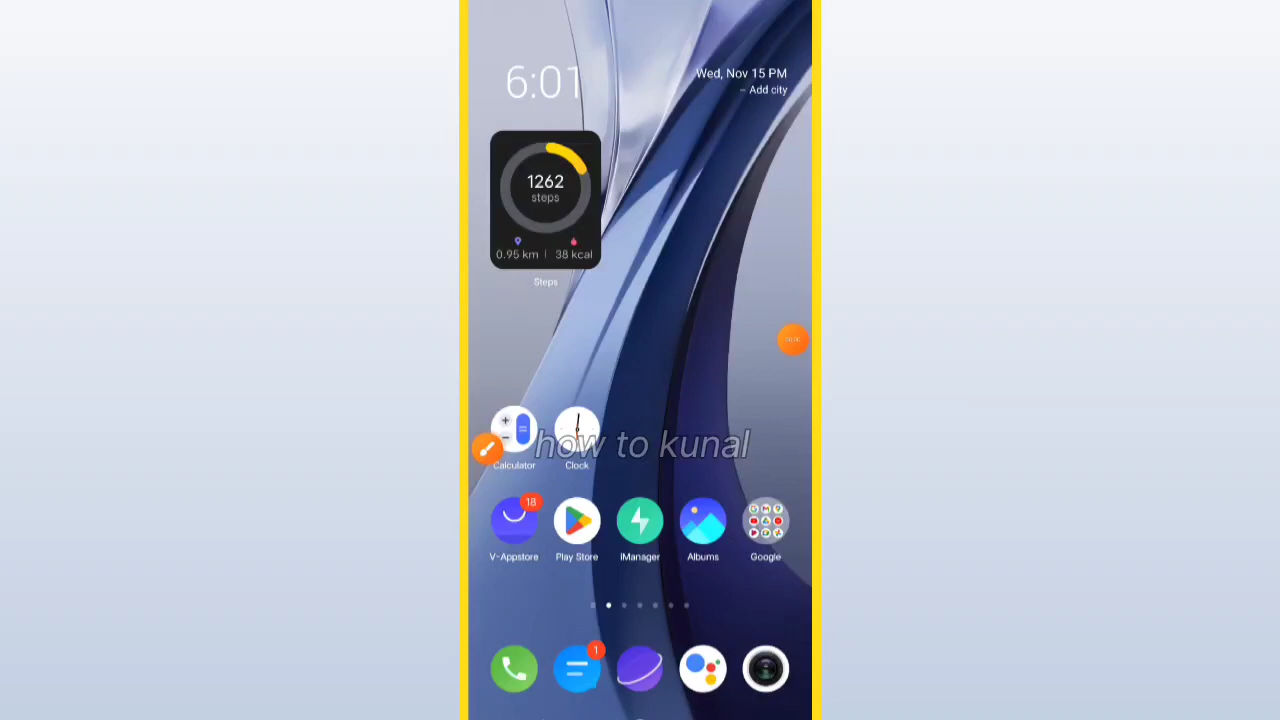 6:01
Wed, Nov 15 PM
– Add city
1262
steps
0.95 km | 38 kcal
Steps
how to kunal
Calculator
Clock
18
V-Appstore
Play Store
iManager
Albums
Google
1